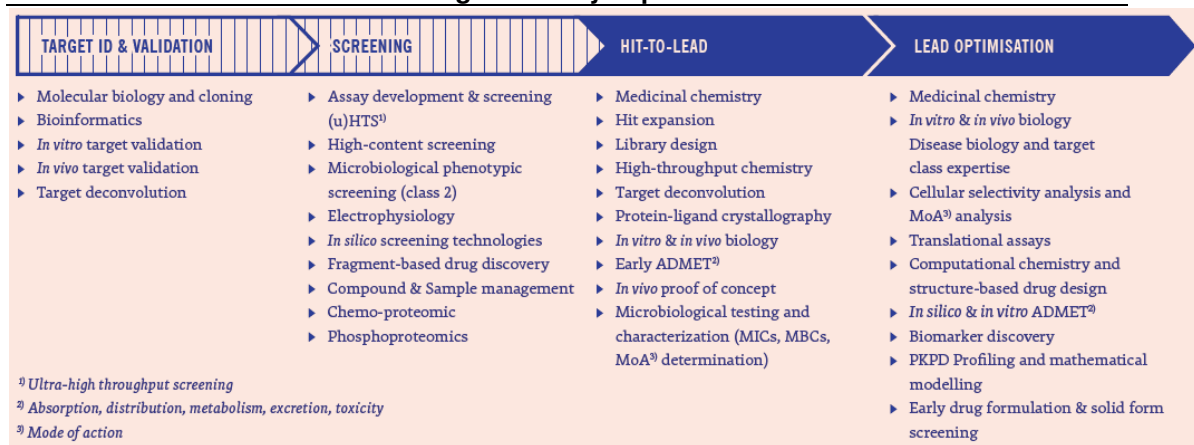 TARGET ID & VALIDATION
Molecular biology and cloning
Bioinformatics
In vitro target validation
In vivo target validation
Target deconvolution
SCREENING
Assay development & screening
(u)HTS¹⁾
High-content screening
Microbiological phenotypic
screening (class 2)
Electrophysiology
In silico screening technologies
Fragment-based drug discovery
Compound & Sample management
Chemo-proteomic
Phosphoproteomics
HIT-TO-LEAD
Medicinal chemistry
Hit expansion
Library design
High-throughput chemistry
Target deconvolution
Protein-ligand crystallography
In vitro & in vivo biology
Early ADMET²⁾
In vivo proof of concept
Microbiological testing and
characterization (MICs, MBCs,
MoA³⁾ determination)
LEAD OPTIMISATION
Medicinal chemistry
In vitro & in vivo biology
Disease biology and target
class expertise
Cellular selectivity analysis and
MoA³⁾ analysis
Translational assays
Computational chemistry and
structure-based drug design
In silico & in vitro ADMET²⁾
Biomarker discovery
PKPD Profiling and mathematical
modelling
Early drug formulation & solid form
screening
¹⁾ Ultra-high throughput screening
²⁾ Absorption, distribution, metabolism, excretion, toxicity
³⁾ Mode of action